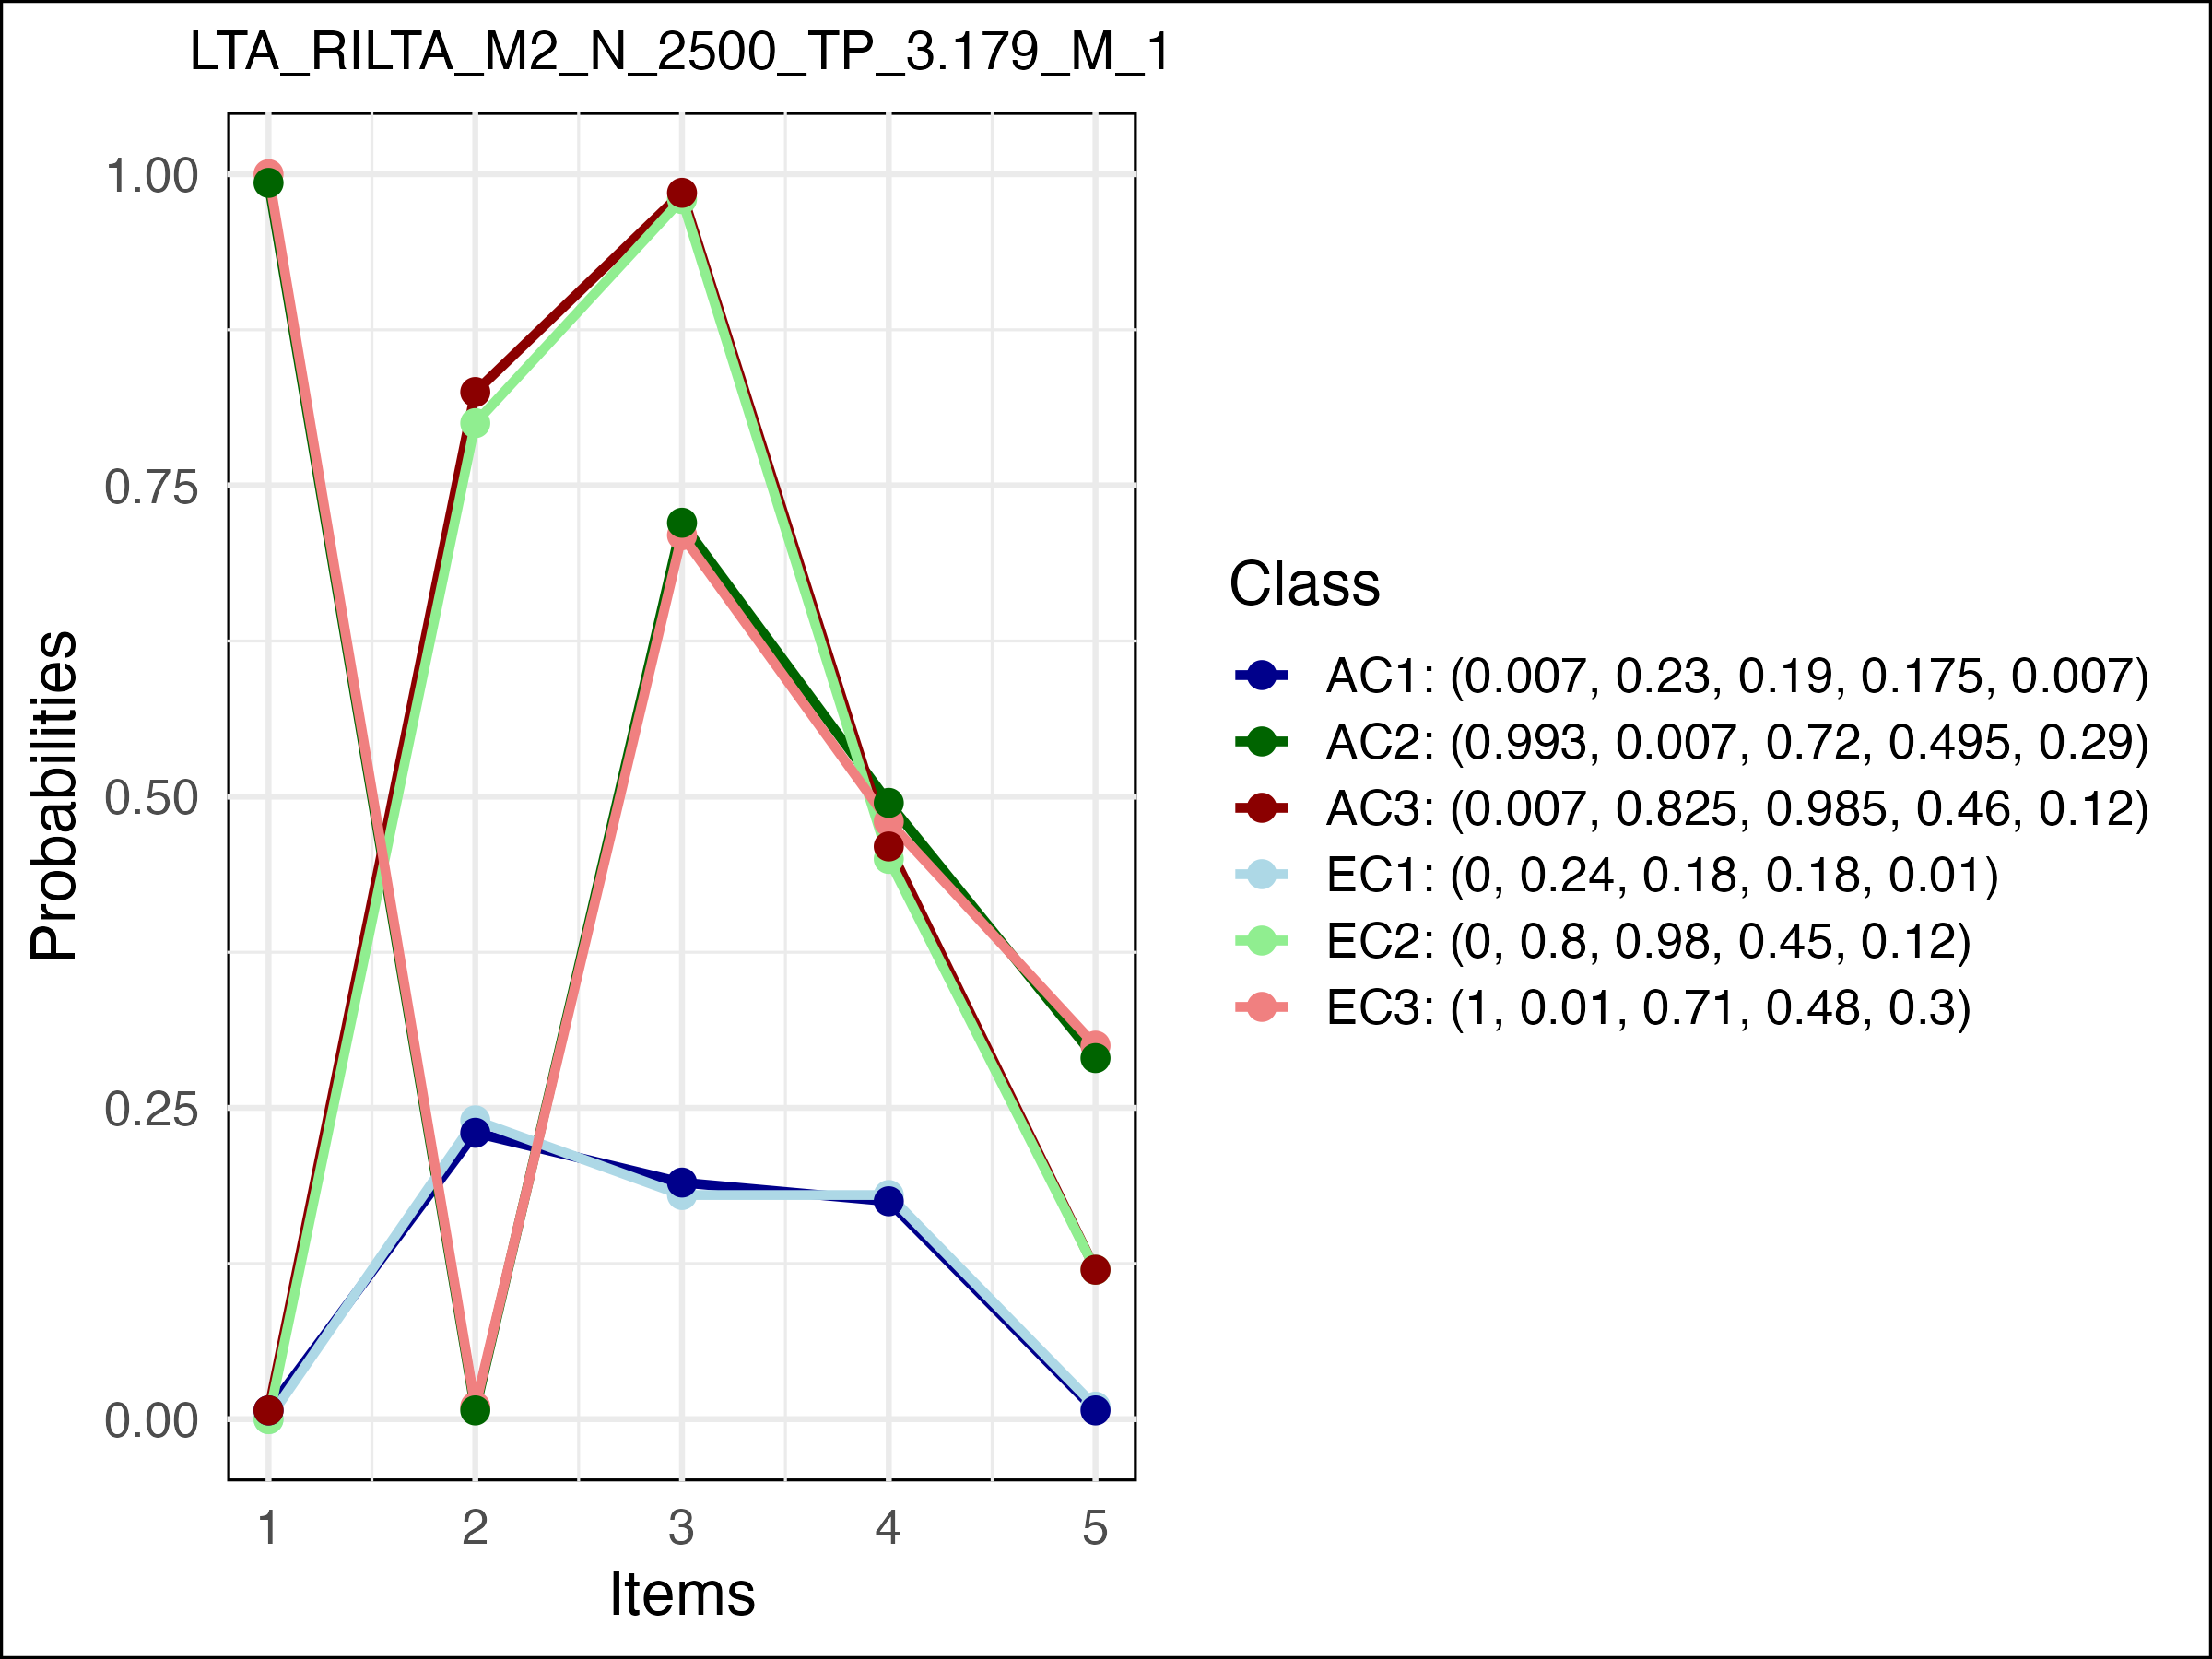 LTA_RILTA_M2_N_2500_TP_3.179_M_1
1.00
0.75
0.50
0.25
0.00
Probabilities
1 2 3 4 5
Items
Class
AC1: (0.007, 0.23, 0.19, 0.175, 0.007)
AC2: (0.993, 0.007, 0.72, 0.495, 0.29)
AC3: (0.007, 0.825, 0.985, 0.46, 0.12)
EC1: (0, 0.24, 0.18, 0.18, 0.01)
EC2: (0, 0.8, 0.98, 0.45, 0.12)
EC3: (1, 0.01, 0.71, 0.48, 0.3)